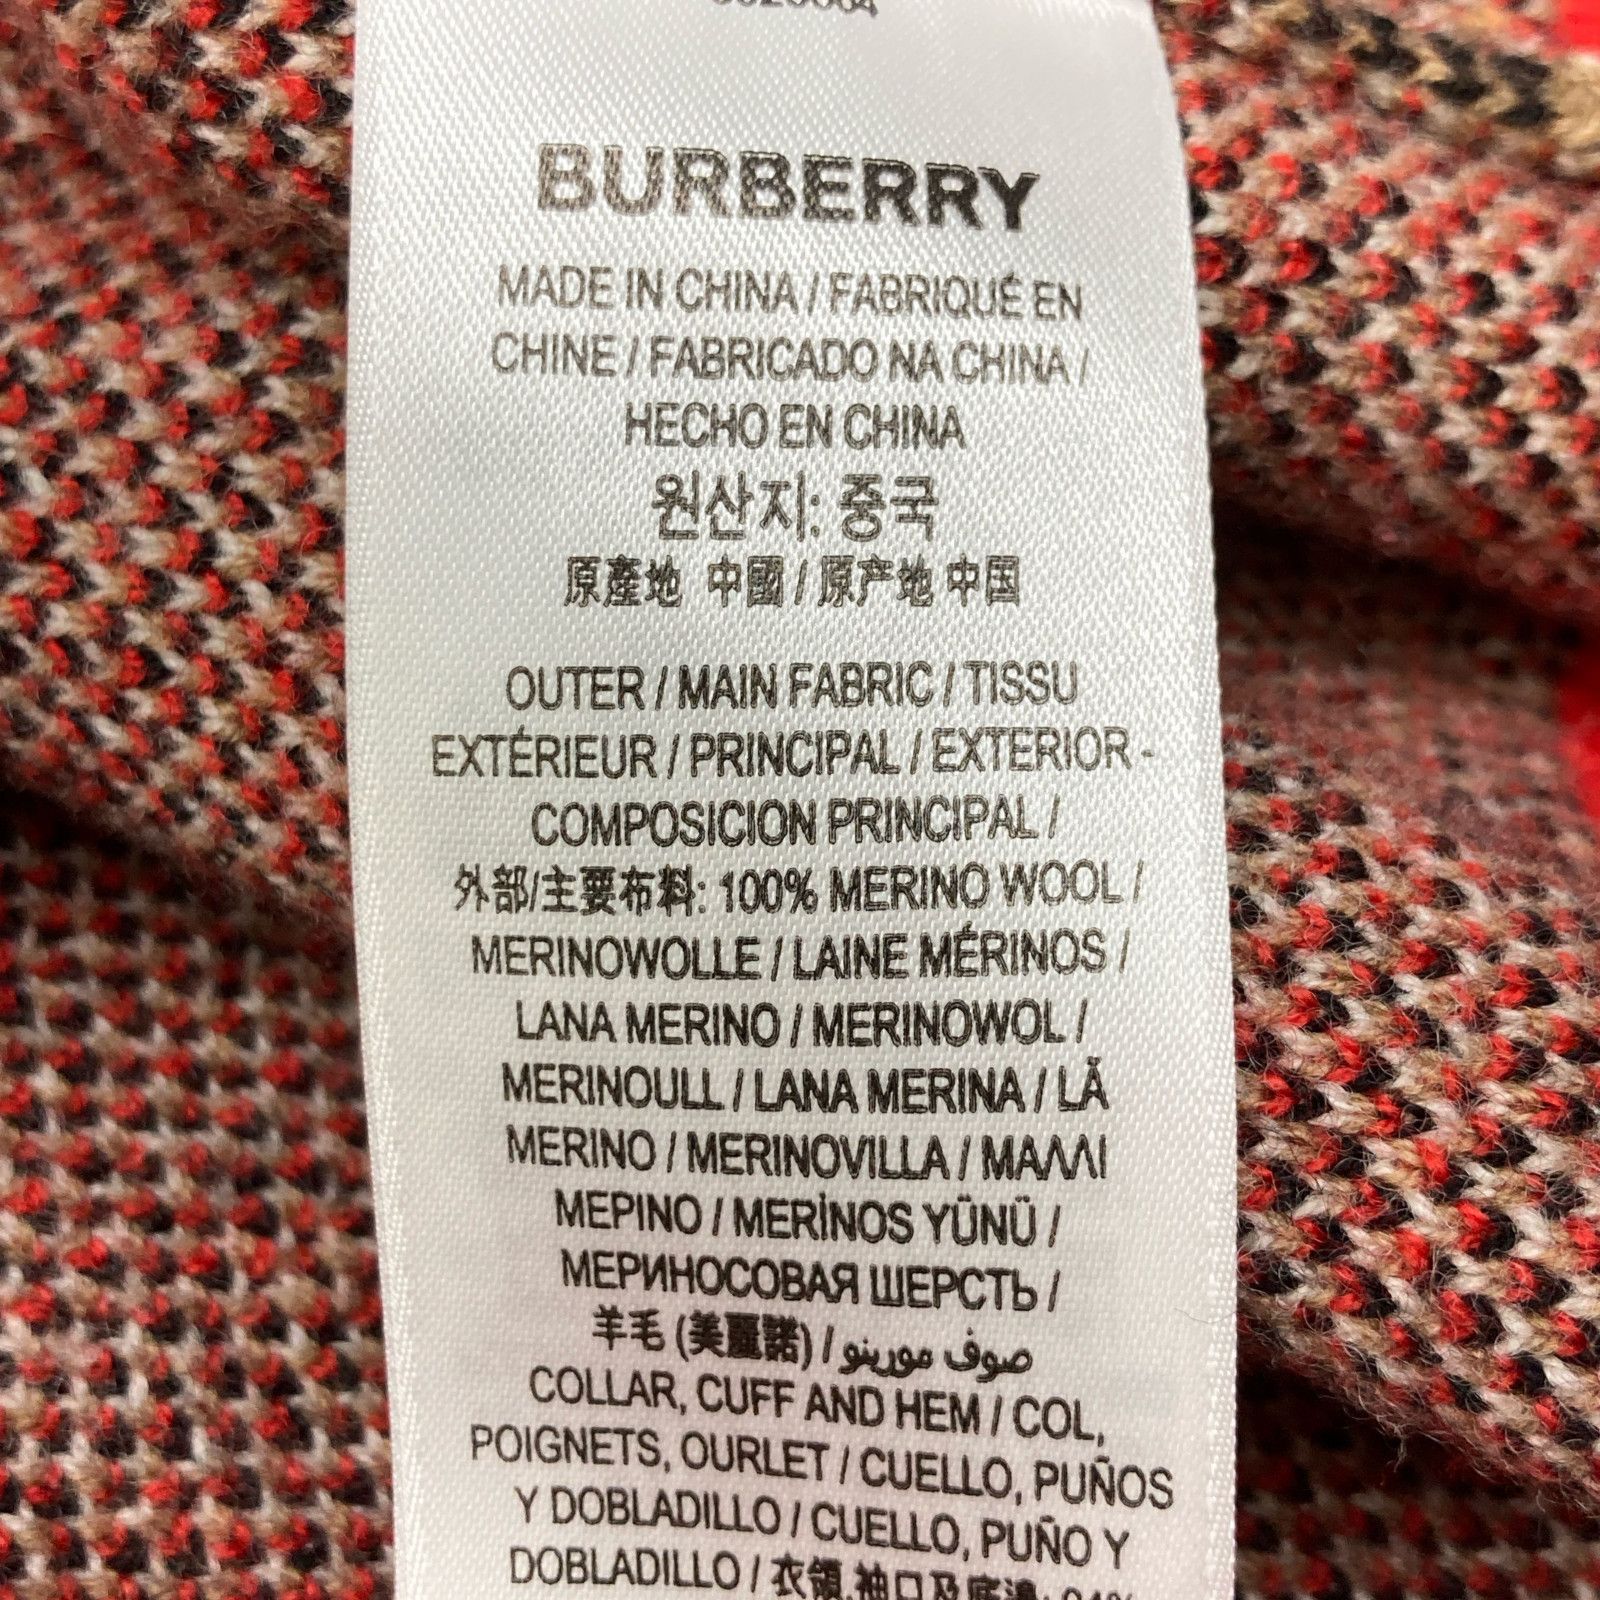 BURBERRY
MADE IN CHINA / FABRIQUÉ EN
CHINE / FABRICADO NA CHINA /
HECHO EN CHINA
원산지: 중국
原產地 中國 / 原产地 中国
OUTER / MAIN FABRIC / TISSU
EXTÉRIEUR / PRINCIPAL / EXTERIOR -
COMPOSICION PRINCIPAL /
外部/主要布料: 100% MERINO WOOL /
MERINOWOLLE / LAINE MÉRINOS /
LANA MERINO / MERINOWOL /
MERINOULL / LANA MERINA / LÃ
MERINO / MERINOVILLA / ΜΑΛΛΙ
ΜΕΡΙΝΟ / MERİNOS YÜNÜ /
МЕРИНОСОВАЯ ШЕРСТЬ /
羊毛 (美麗諾) / صوف مورينو
COLLAR, CUFF AND HEM / COL,
POIGNETS, OURLET / CUELLO, PUÑOS
Y DOBLADILLO / CUELLO, PUÑO Y
DOBLADILLO / 衣領,袖口及底邊: